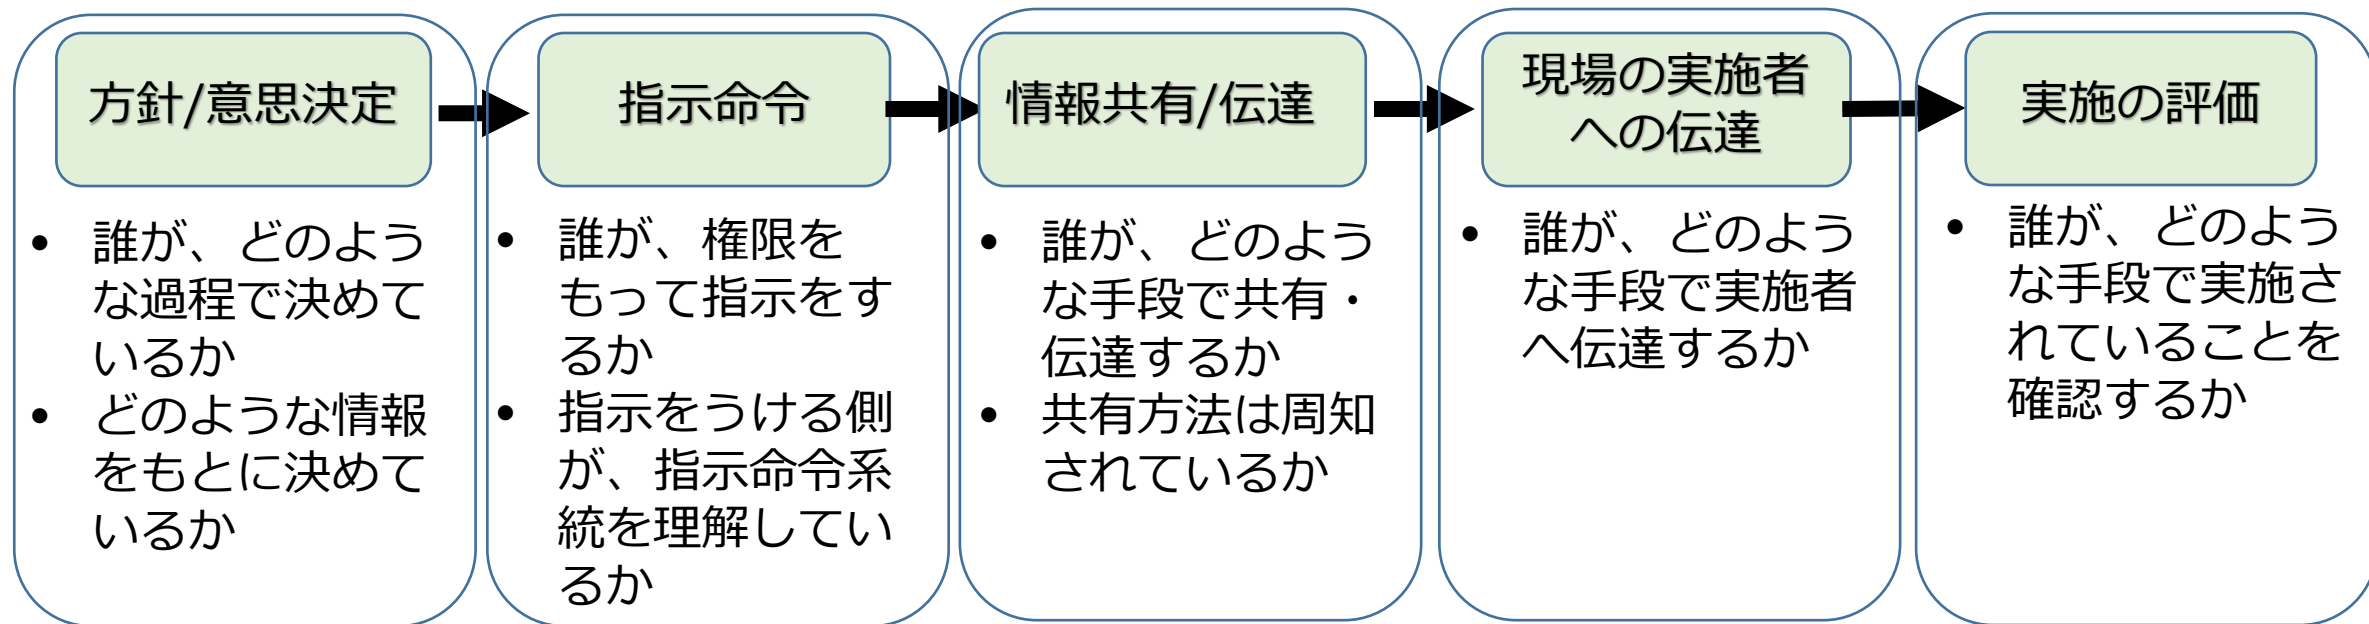 方針/意思決定
• 誰が、どのよう
な過程で決めて
いるか
• どのような情報
をもとに決めて
いるか
指示命令
• 誰が、権限を
もって指示をす
るか
• 指示をうける側
が、指示命令系
統を理解してい
るか
情報共有/伝達
• 誰が、どのよう
な手段で共有・
伝達するか
• 共有方法は周知
されているか
現場の実施者
への伝達
• 誰が、どのよう
な手段で実施者
へ伝達するか
実施の評価
• 誰が、どのよう
な手段で実施さ
れていることを
確認するか